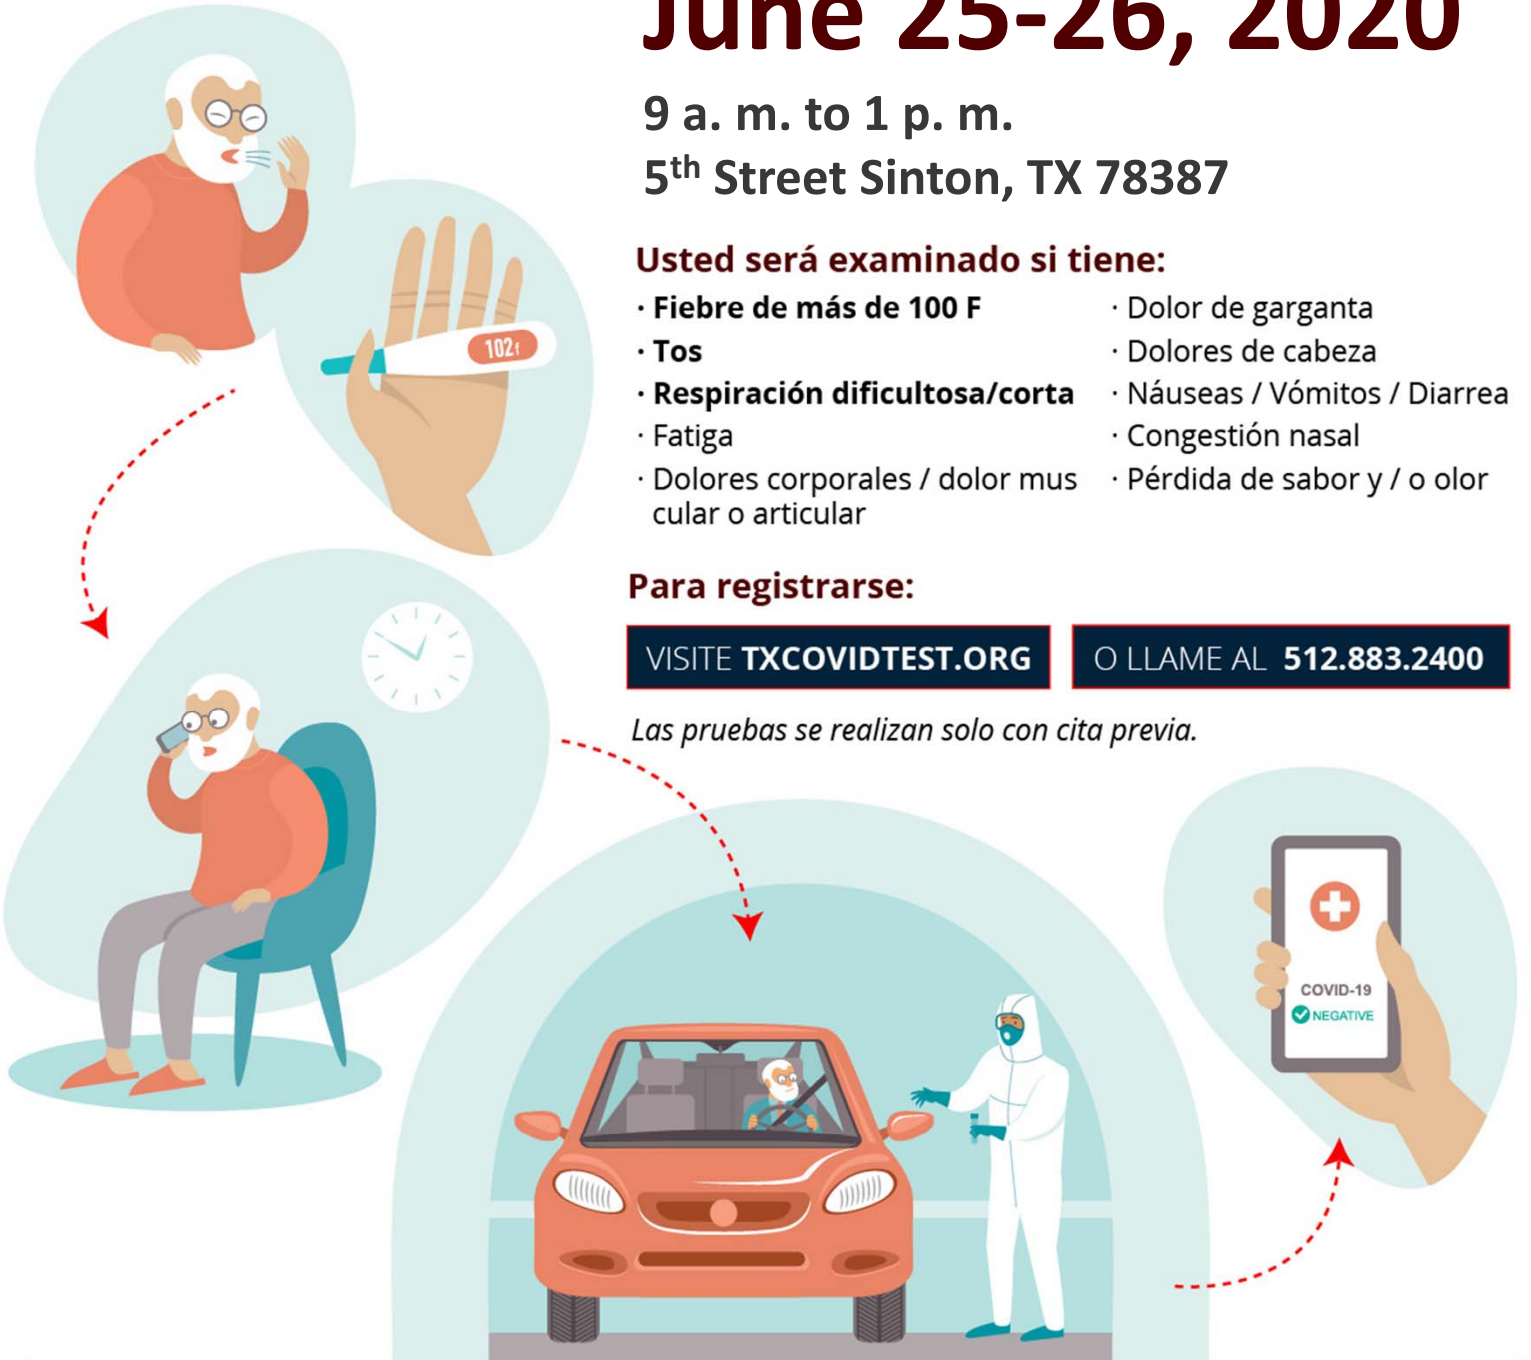 June 25-26, 2020
9 a. m. to 1 p. m.
5th Street Sinton, TX 78387
Usted será examinado si tiene:
· Fiebre de más de 100 F
· Tos
· Respiración dificultosa/corta
· Fatiga
· Dolores corporales / dolor mus
cular o articular
· Dolor de garganta
· Dolores de cabeza
· Náuseas / Vómitos / Diarrea
· Congestión nasal
· Pérdida de sabor y / o olor
102f
Para registrarse:
VISITE TXCOVIDTEST.ORG
O LLAME AL 512.883.2400
Las pruebas se realizan solo con cita previa.
COVID-19
NEGATIVE